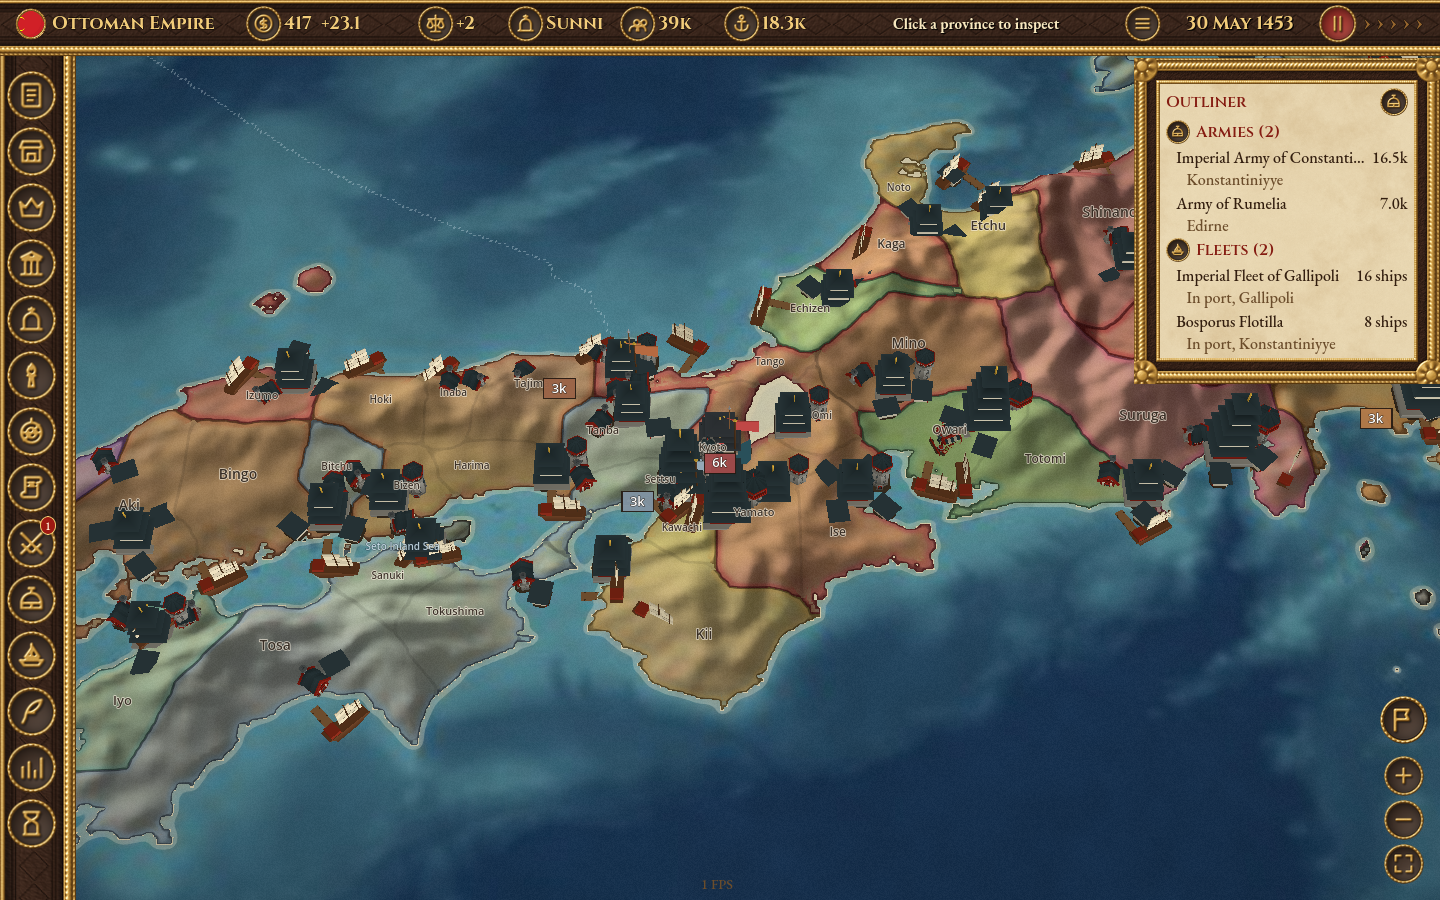 Ottoman Empire
417 +23.1
+2
Sunni
39K
18.3K
Click a province to inspect
30 May 1453
Outliner
Armies (2)
Imperial Army of Constanti... 16.5k
Konstantiniyye
Army of Rumelia 7.0k
Edirne
Fleets (2)
Imperial Fleet of Gallipoli 16 ships
In port, Gallipoli
Bosporus Flotilla 8 ships
In port, Konstantiniyye
1
Noto
Etchu
Kaga
Echizen
Mino
Tango
Izumo
Hoki
Inaba
Tajim
3k
Omi
Suruga
3k
Tanba
Kyoto
Owari
Totomi
Bingo
Bitchu
Harima
Bizen
6k
Settsu
3k
Aki
Kawachi
Yamato
Ise
Seto Inland Sea
Sanuki
Tokushima
Tosa
Kii
Iyo
1 FPS